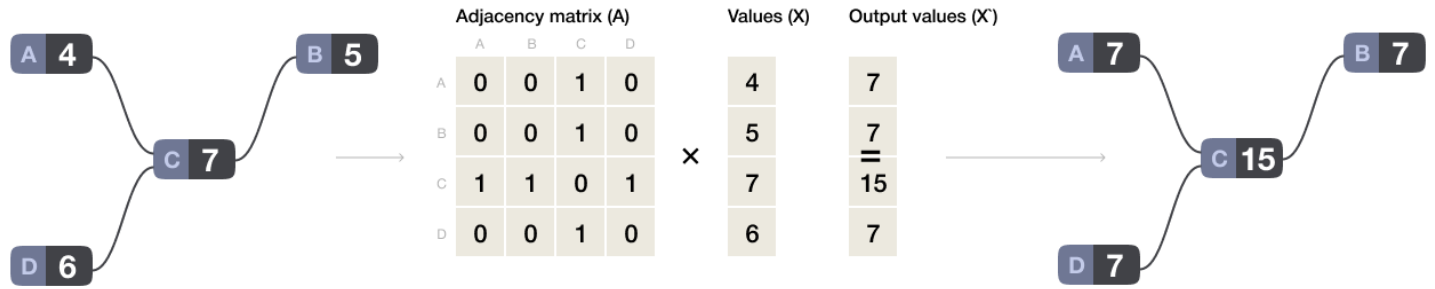 Adjacency matrix (A)
Values (X)
Output values (X`)
A 4
B 5
C 7
D 6
A B C D
A 0 0 1 0
B 0 0 1 0
C 1 1 0 1
D 0 0 1 0
×
4
5
7
6
=
7
7
15
7
A 7
B 7
C 15
D 7